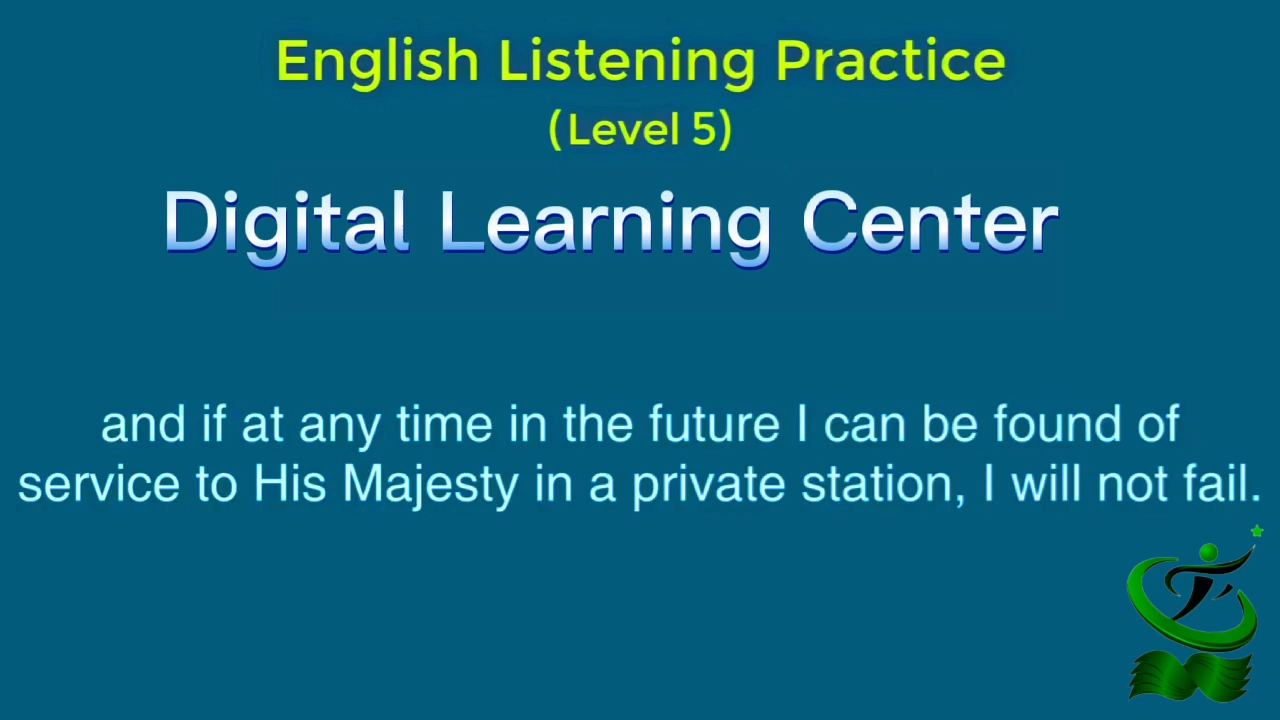 English Listening Practice
(Level 5)
Digital Learning Center
and if at any time in the future I can be found of
service to His Majesty in a private station, I will not fail.